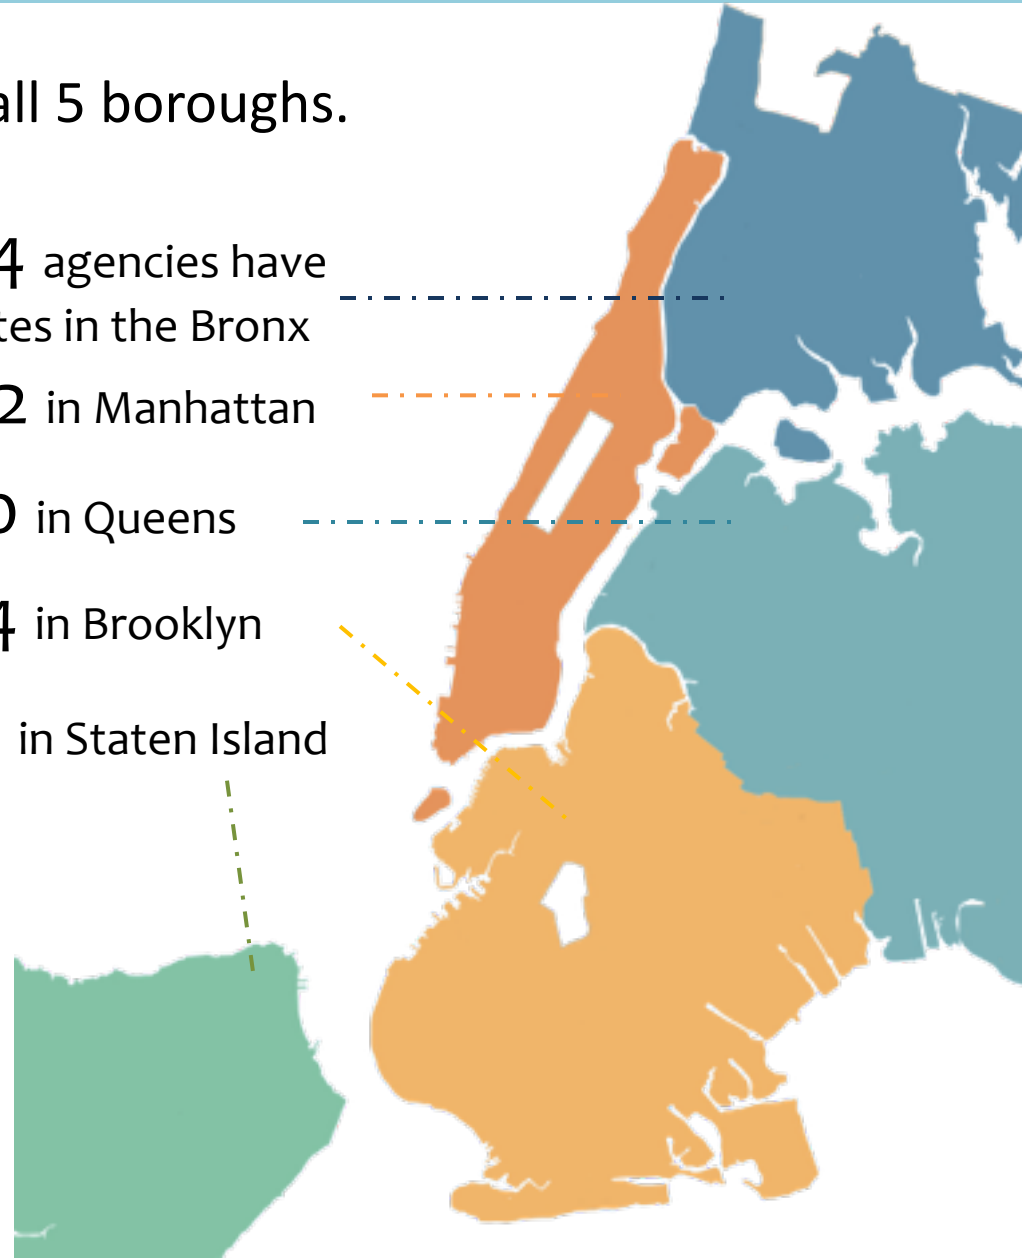 all 5 boroughs.
4 agencies have
tes in the Bronx
2 in Manhattan
0 in Queens
4 in Brooklyn
in Staten Island